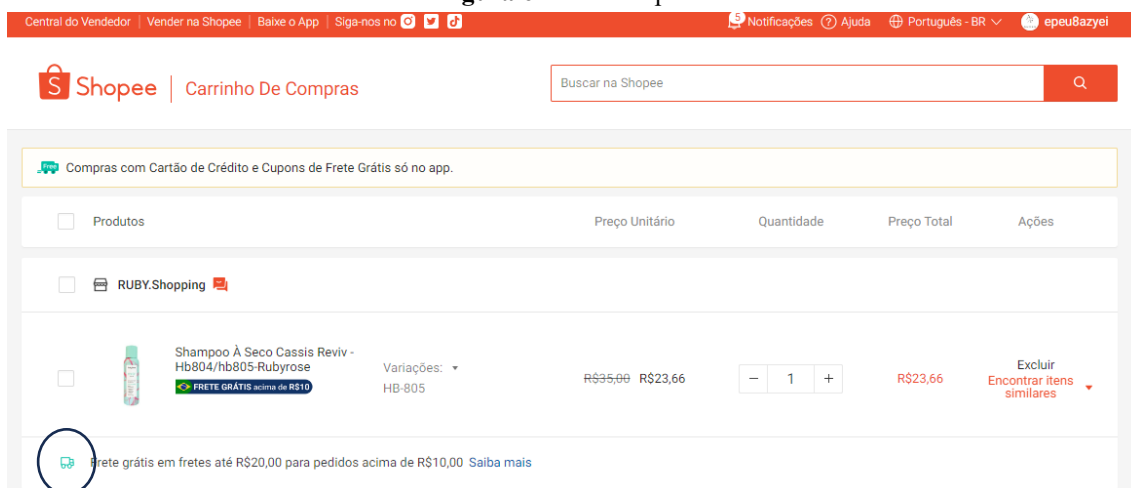 Central do Vendedor | Vender na Shopee | Baixe o App | Siga-nos no
5 Notificações ? Ajuda Português - BR epeu8azyei
S Shopee | Carrinho De Compras
Buscar na Shopee
Free Compras com Cartão de Crédito e Cupons de Frete Grátis só no app.
Produtos Preço Unitário Quantidade Preço Total Ações
RUBY.Shopping
Shampoo À Seco Cassis Reviv -
Hb804/hb805-Rubyrose
FRETE GRÁTIS acima de R$10
Variações:
HB-805
R$35,00 R$23,66
- 1 +
R$23,66
Excluir
Encontrar itens
similares
Frete grátis em fretes até R$20,00 para pedidos acima de R$10,00 Saiba mais